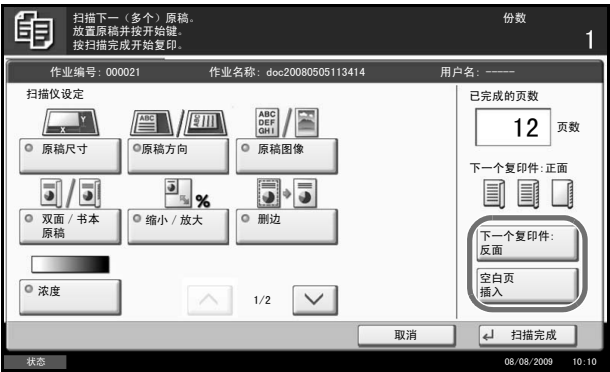 扫描下一（多个）原稿。
放置原稿并按开始键。
按扫描完成开始复印。
份数
1
作业编号: 000021
作业名称: doc20080505113414
用户名: -----
扫描仪设定
已完成的页数
12 页数
X
Y
ABC
ABC
DEF
GHI
原稿尺寸
原稿方向
原稿图像
下一个复印件:正面
%
双面 / 书本
原稿
缩小 / 放大
删边
下一个复印件:
反面
空白页
插入
浓度
1/2
取消
扫描完成
状态
08/08/2009
10:10